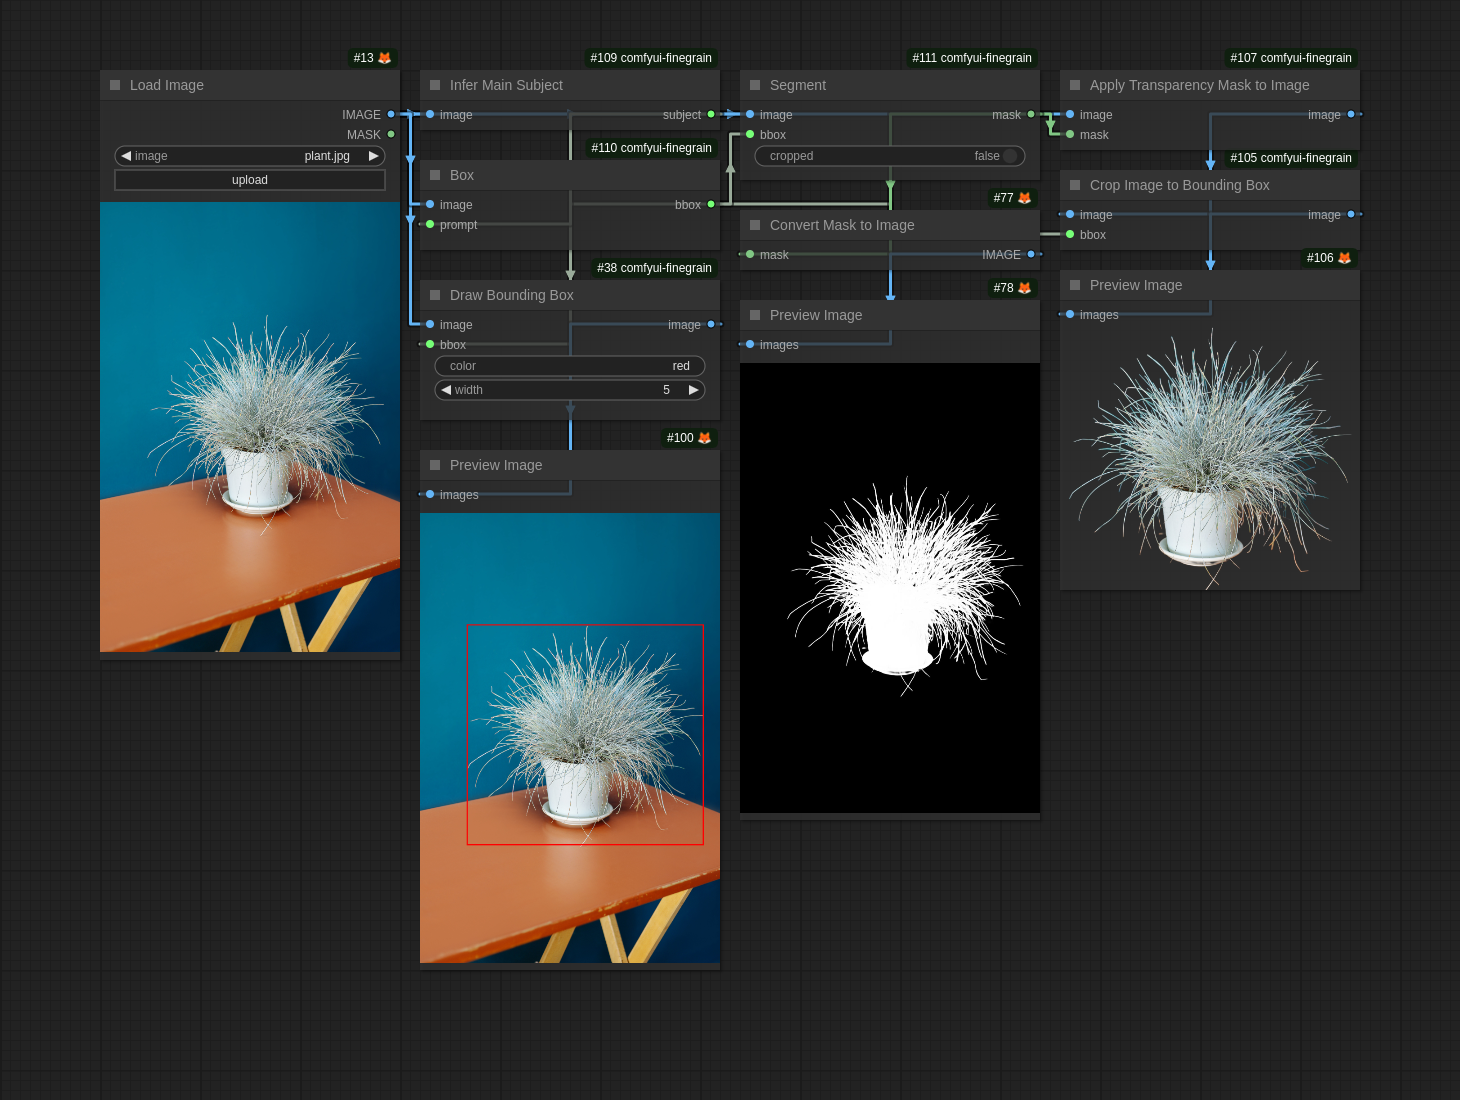 #13 🦊
Load Image
IMAGE
MASK
image plant.jpg
upload
#109 comfyui-finegrain
Infer Main Subject
image subject
#110 comfyui-finegrain
Box
image bbox
prompt
#38 comfyui-finegrain
Draw Bounding Box
image image
bbox
color red
width 5
#100 🦊
Preview Image
images
#111 comfyui-finegrain
Segment
image mask
bbox
cropped false
#77 🦊
Convert Mask to Image
mask IMAGE
#78 🦊
Preview Image
images
#107 comfyui-finegrain
Apply Transparency Mask to Image
image image
mask
#105 comfyui-finegrain
Crop Image to Bounding Box
image image
bbox
#106 🦊
Preview Image
images